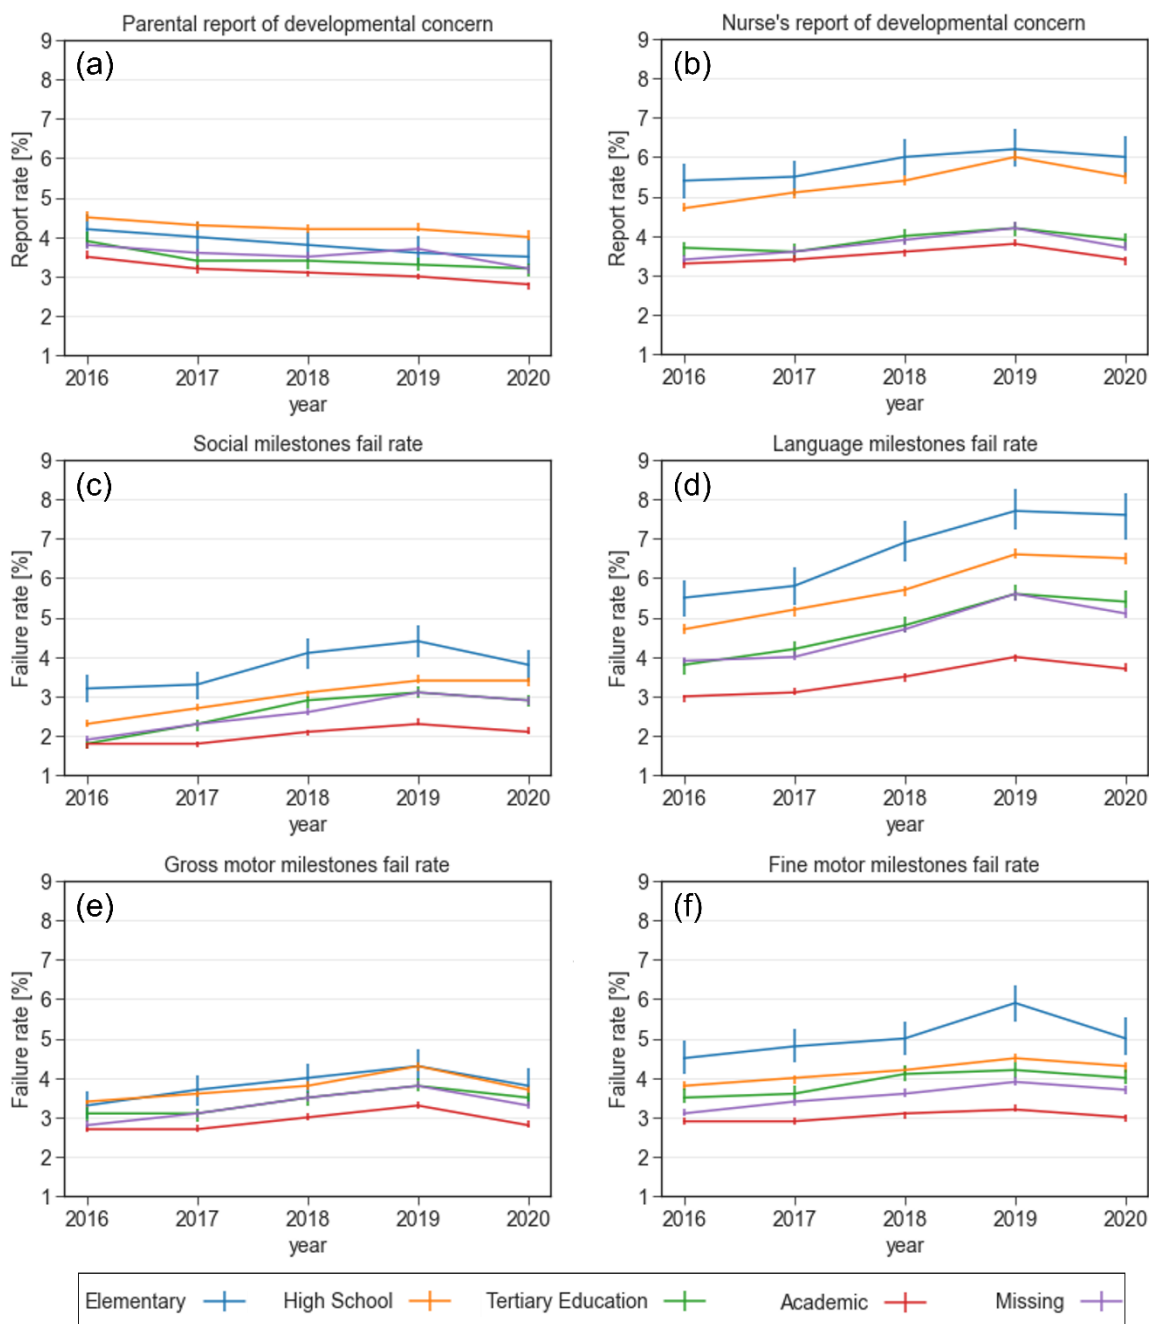 Parental report of developmental concern
(a)
Report rate [%]
9
8
7
6
5
4
3
2
1
2016 2017 2018 2019 2020
year
Nurse's report of developmental concern
(b)
Report rate [%]
9
8
7
6
5
4
3
2
1
2016 2017 2018 2019 2020
year
Social milestones fail rate
(c)
Failure rate [%]
9
8
7
6
5
4
3
2
1
2016 2017 2018 2019 2020
year
Language milestones fail rate
(d)
Failure rate [%]
9
8
7
6
5
4
3
2
1
2016 2017 2018 2019 2020
year
Gross motor milestones fail rate
(e)
Failure rate [%]
9
8
7
6
5
4
3
2
1
2016 2017 2018 2019 2020
year
Fine motor milestones fail rate
(f)
Failure rate [%]
9
8
7
6
5
4
3
2
1
2016 2017 2018 2019 2020
year
Elementary High School Tertiary Education Academic Missing